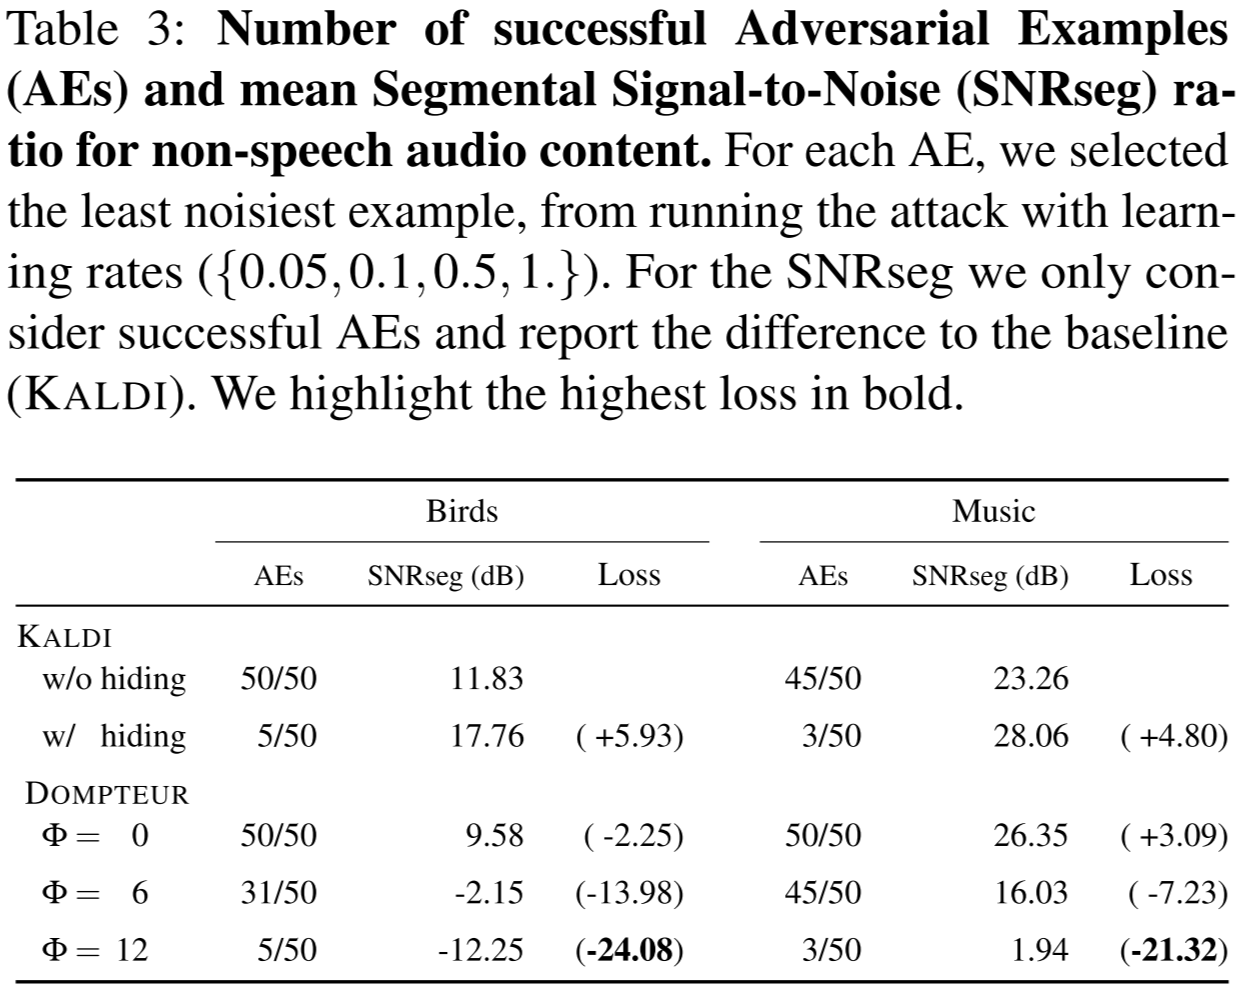 Table 3: Number of successful Adversarial Examples
(AEs) and mean Segmental Signal-to-Noise (SNRseg) ra-
tio for non-speech audio content. For each AE, we selected
the least noisiest example, from running the attack with learn-
ing rates ({0.05,0.1,0.5,1.}). For the SNRseg we only con-
sider successful AEs and report the difference to the baseline
(KALDI). We highlight the highest loss in bold.
Birds Music
AEs SNRseg (dB) Loss AEs SNRseg (dB) Loss
KALDI
w/o hiding 50/50 11.83 45/50 23.26
w/ hiding 5/50 17.76 ( +5.93) 3/50 28.06 ( +4.80)
DOMPTEUR
Φ = 0 50/50 9.58 ( -2.25) 50/50 26.35 ( +3.09)
Φ = 6 31/50 -2.15 (-13.98) 45/50 16.03 ( -7.23)
Φ = 12 5/50 -12.25 (-24.08) 3/50 1.94 (-21.32)